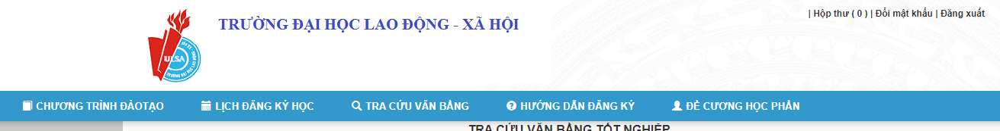 | Hộp thư ( 0 ) | Đổi mật khẩu | Đăng xuất
TRƯỜNG ĐẠI HỌC LAO ĐỘNG - XÃ HỘI
ULSA
CHƯƠNG TRÌNH ĐÀOTẠO LỊCH ĐĂNG KÝ HỌC TRA CỨU VĂN BẰNG HƯỚNG DẪN ĐĂNG KÝ ĐỀ CƯƠNG HỌC PHẦN
TRA CỨU VĂN BẰNG TỐT NGHIỆP